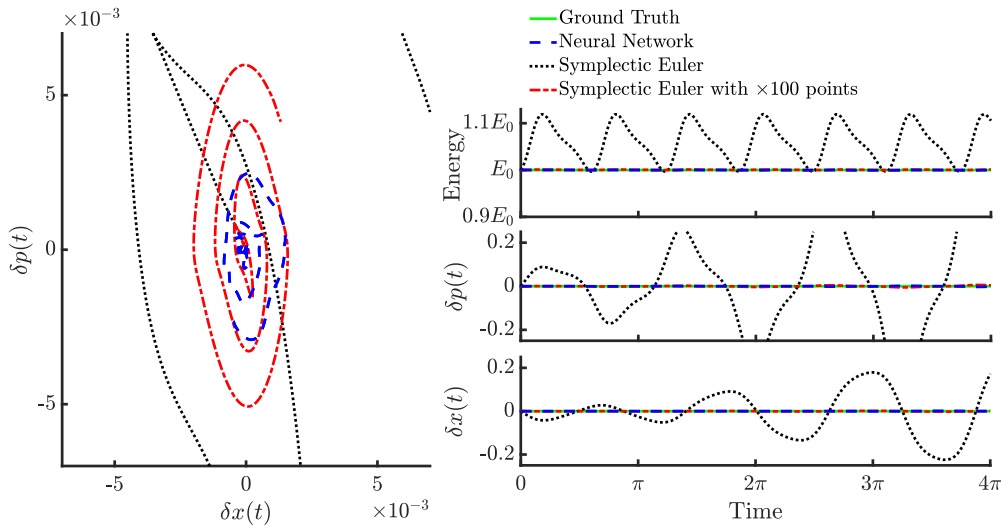 ×10⁻³
5
0
-5
δp(t)
-5
0
5
×10⁻³
δx(t)
Ground Truth
Neural Network
Symplectic Euler
Symplectic Euler with ×100 points
1.1E₀
E₀
0.9E₀
Energy
0.2
0
-0.2
δp(t)
0.2
0
-0.2
δx(t)
0
π
2π
3π
4π
Time